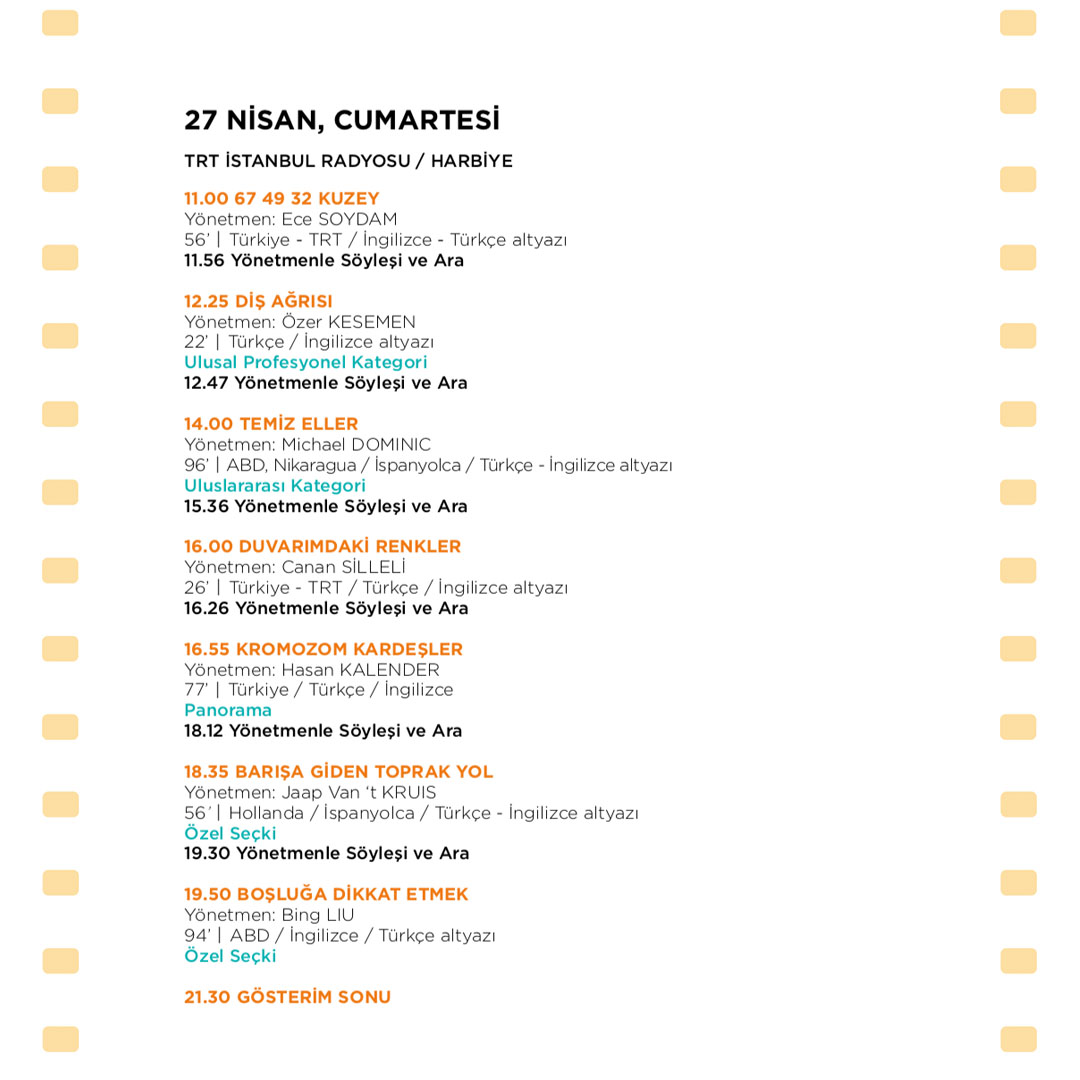 27 NİSAN, CUMARTESİ
TRT İSTANBUL RADYOSU / HARBİYE
11.00 67 49 32 KUZEY
Yönetmen: Ece SOYDAM
56’ | Türkiye - TRT / İngilizce - Türkçe altyazı
11.56 Yönetmenle Söyleşi ve Ara
12.25 DİŞ AĞRISI
Yönetmen: Özer KESEMEN
22’ | Türkçe / İngilizce altyazı
Ulusal Profesyonel Kategori
12.47 Yönetmenle Söyleşi ve Ara
14.00 TEMİZ ELLER
Yönetmen: Michael DOMINIC
96’ | ABD, Nikaragua / İspanyolca / Türkçe - İngilizce altyazı
Uluslararası Kategori
15.36 Yönetmenle Söyleşi ve Ara
16.00 DUVARIMDAKİ RENKLER
Yönetmen: Canan SİLLELİ
26’ | Türkiye - TRT / Türkçe / İngilizce altyazı
16.26 Yönetmenle Söyleşi ve Ara
16.55 KROMOZOM KARDEŞLER
Yönetmen: Hasan KALENDER
77’ | Türkiye / Türkçe / İngilizce
Panorama
18.12 Yönetmenle Söyleşi ve Ara
18.35 BARIŞA GİDEN TOPRAK YOL
Yönetmen: Jaap Van ‘t KRUIS
56 ′ | Hollanda / İspanyolca / Türkçe - İngilizce altyazı
Özel Seçki
19.30 Yönetmenle Söyleşi ve Ara
19.50 BOŞLUĞA DİKKAT ETMEK
Yönetmen: Bing LIU
94’ | ABD / İngilizce / Türkçe altyazı
Özel Seçki
21.30 GÖSTERİM SONU